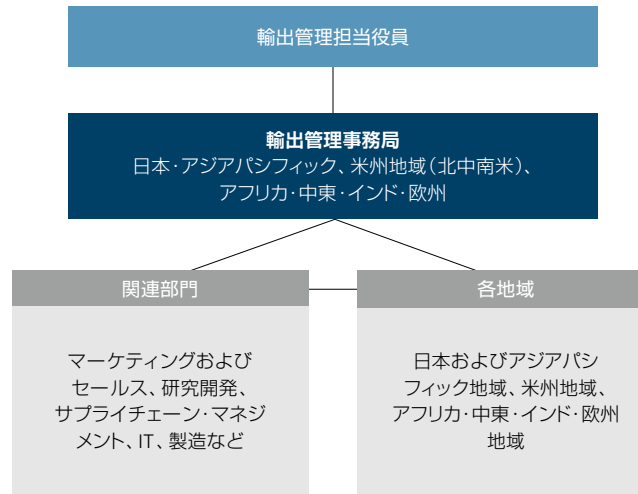 輸出管理担当役員
輸出管理事務局
日本・アジアパシフィック、米州地域（北中南米）、
アフリカ・中東・インド・欧州
関連部門
マーケティングおよび
セールス、研究開発、
サプライチェーン・マネジ
メント、IT、製造など
各地域
日本およびアジアパシ
フィック地域、米州地域、
アフリカ・中東・インド・欧州
地域